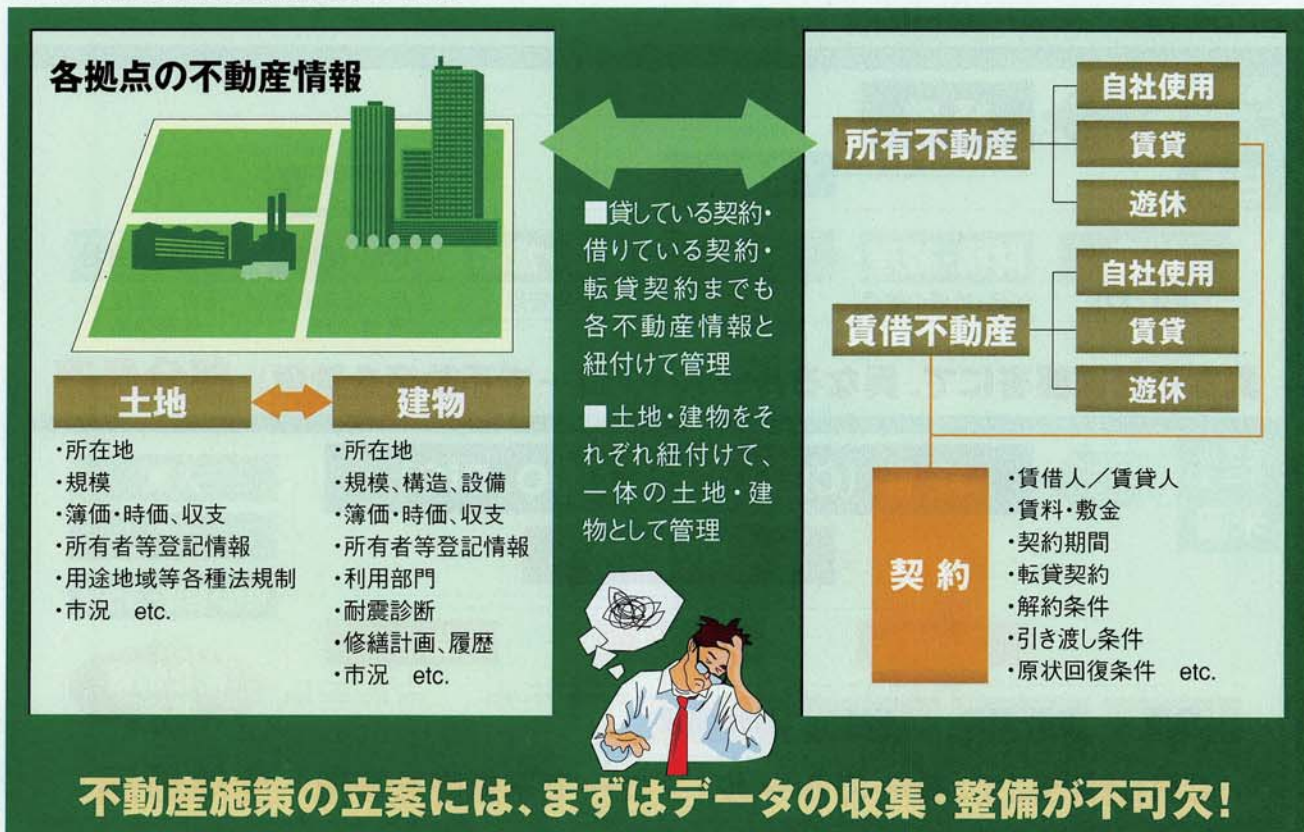 各拠点の不動産情報
土地
建物
・所在地
・規模
・簿価・時価、収支
・所有者等登記情報
・用途地域等各種法規制
・市況 etc.
・所在地
・規模、構造、設備
・簿価・時価、収支
・所有者等登記情報
・利用部門
・耐震診断
・修繕計画、履歴
・市況 etc.
■貸している契約・
借りている契約・
転貸契約までも
各不動産情報と
紐付けて管理
■土地・建物をそ
れぞれ紐付けて、
一体の土地・建
物として管理
所有不動産
自社使用
賃貸
遊休
賃借不動産
自社使用
賃貸
遊休
契約
・賃借人／賃貸人
・賃料・敷金
・契約期間
・転貸契約
・解約条件
・引き渡し条件
・原状回復条件 etc.
不動産施策の立案には、まずはデータの収集・整備が不可欠!